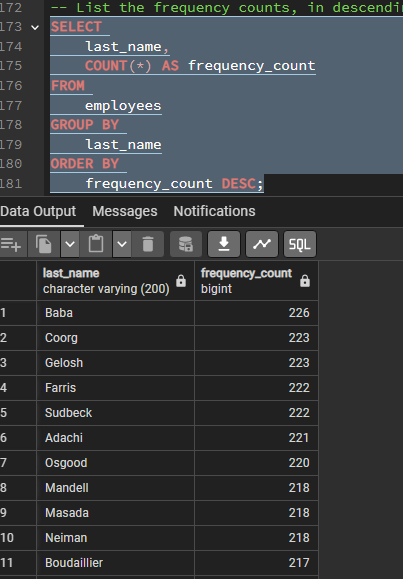 172 -- List the frequency counts, in descendi
173 SELECT
174 last_name,
175 COUNT(*) AS frequency_count
176 FROM
177 employees
178 GROUP BY
179 last_name
180 ORDER BY
181 frequency_count DESC;
Data Output Messages Notifications
SQL
last_name frequency_count
character varying (200) bigint
1 Baba 226
2 Coorg 223
3 Gelosh 223
4 Farris 222
5 Sudbeck 222
6 Adachi 221
7 Osgood 220
8 Mandell 218
9 Masada 218
10 Neiman 218
11 Boudaillier 217